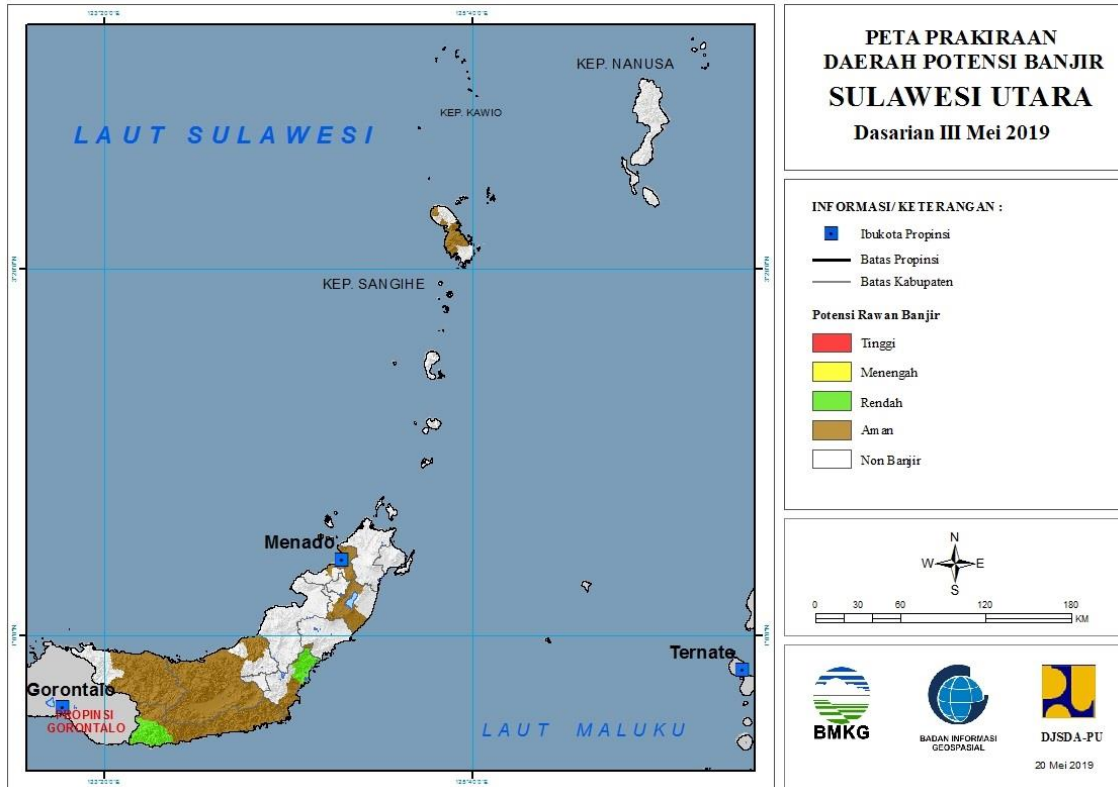 LAUT SULAWESI
KEP. NANUSA
KEP. KAWIO
KEP. SANGIHE
Menado
Ternate
Gorontalo
PROPINSI
GORONTALO
LAUT MALUKU
PETA PRAKIRAAN
DAERAH POTENSI BANJIR
SULAWESI UTARA
Dasarian III Mei 2019
INFORMASI/ KETERANGAN :
Ibukota Propinsi
Batas Propinsi
Batas Kabupaten
Potensi Rawan Banjir
Tinggi
Menengah
Rendah
Aman
Non Banjir
N
W E
S
0 30 60 120 180
KM
BMKG
BADAN INFORMASI
GEOSPASIAL
DJSDA-PU
20 Mei 2019